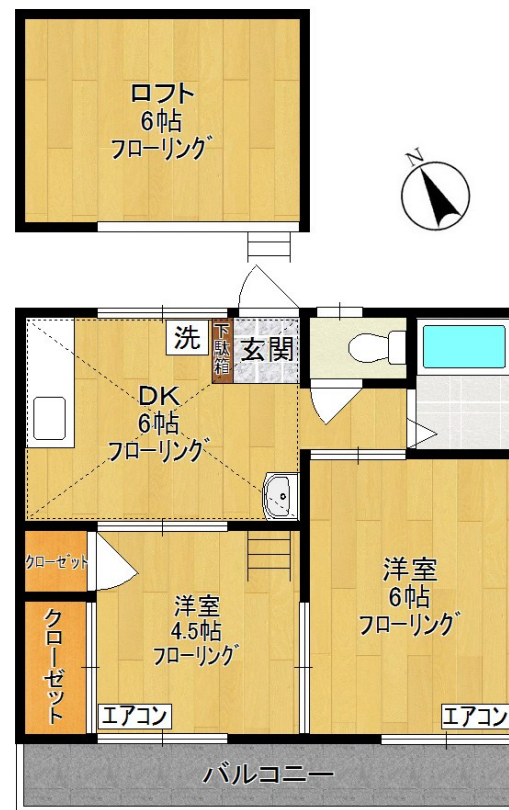 ロフト
6帖
フローリング
N
洗
下駄箱
玄関
DK
6帖
フローリング
クローゼット
洋室
4.5帖
フローリング
洋室
6帖
フローリング
クローゼット
エアコン
エアコン
バルコニー